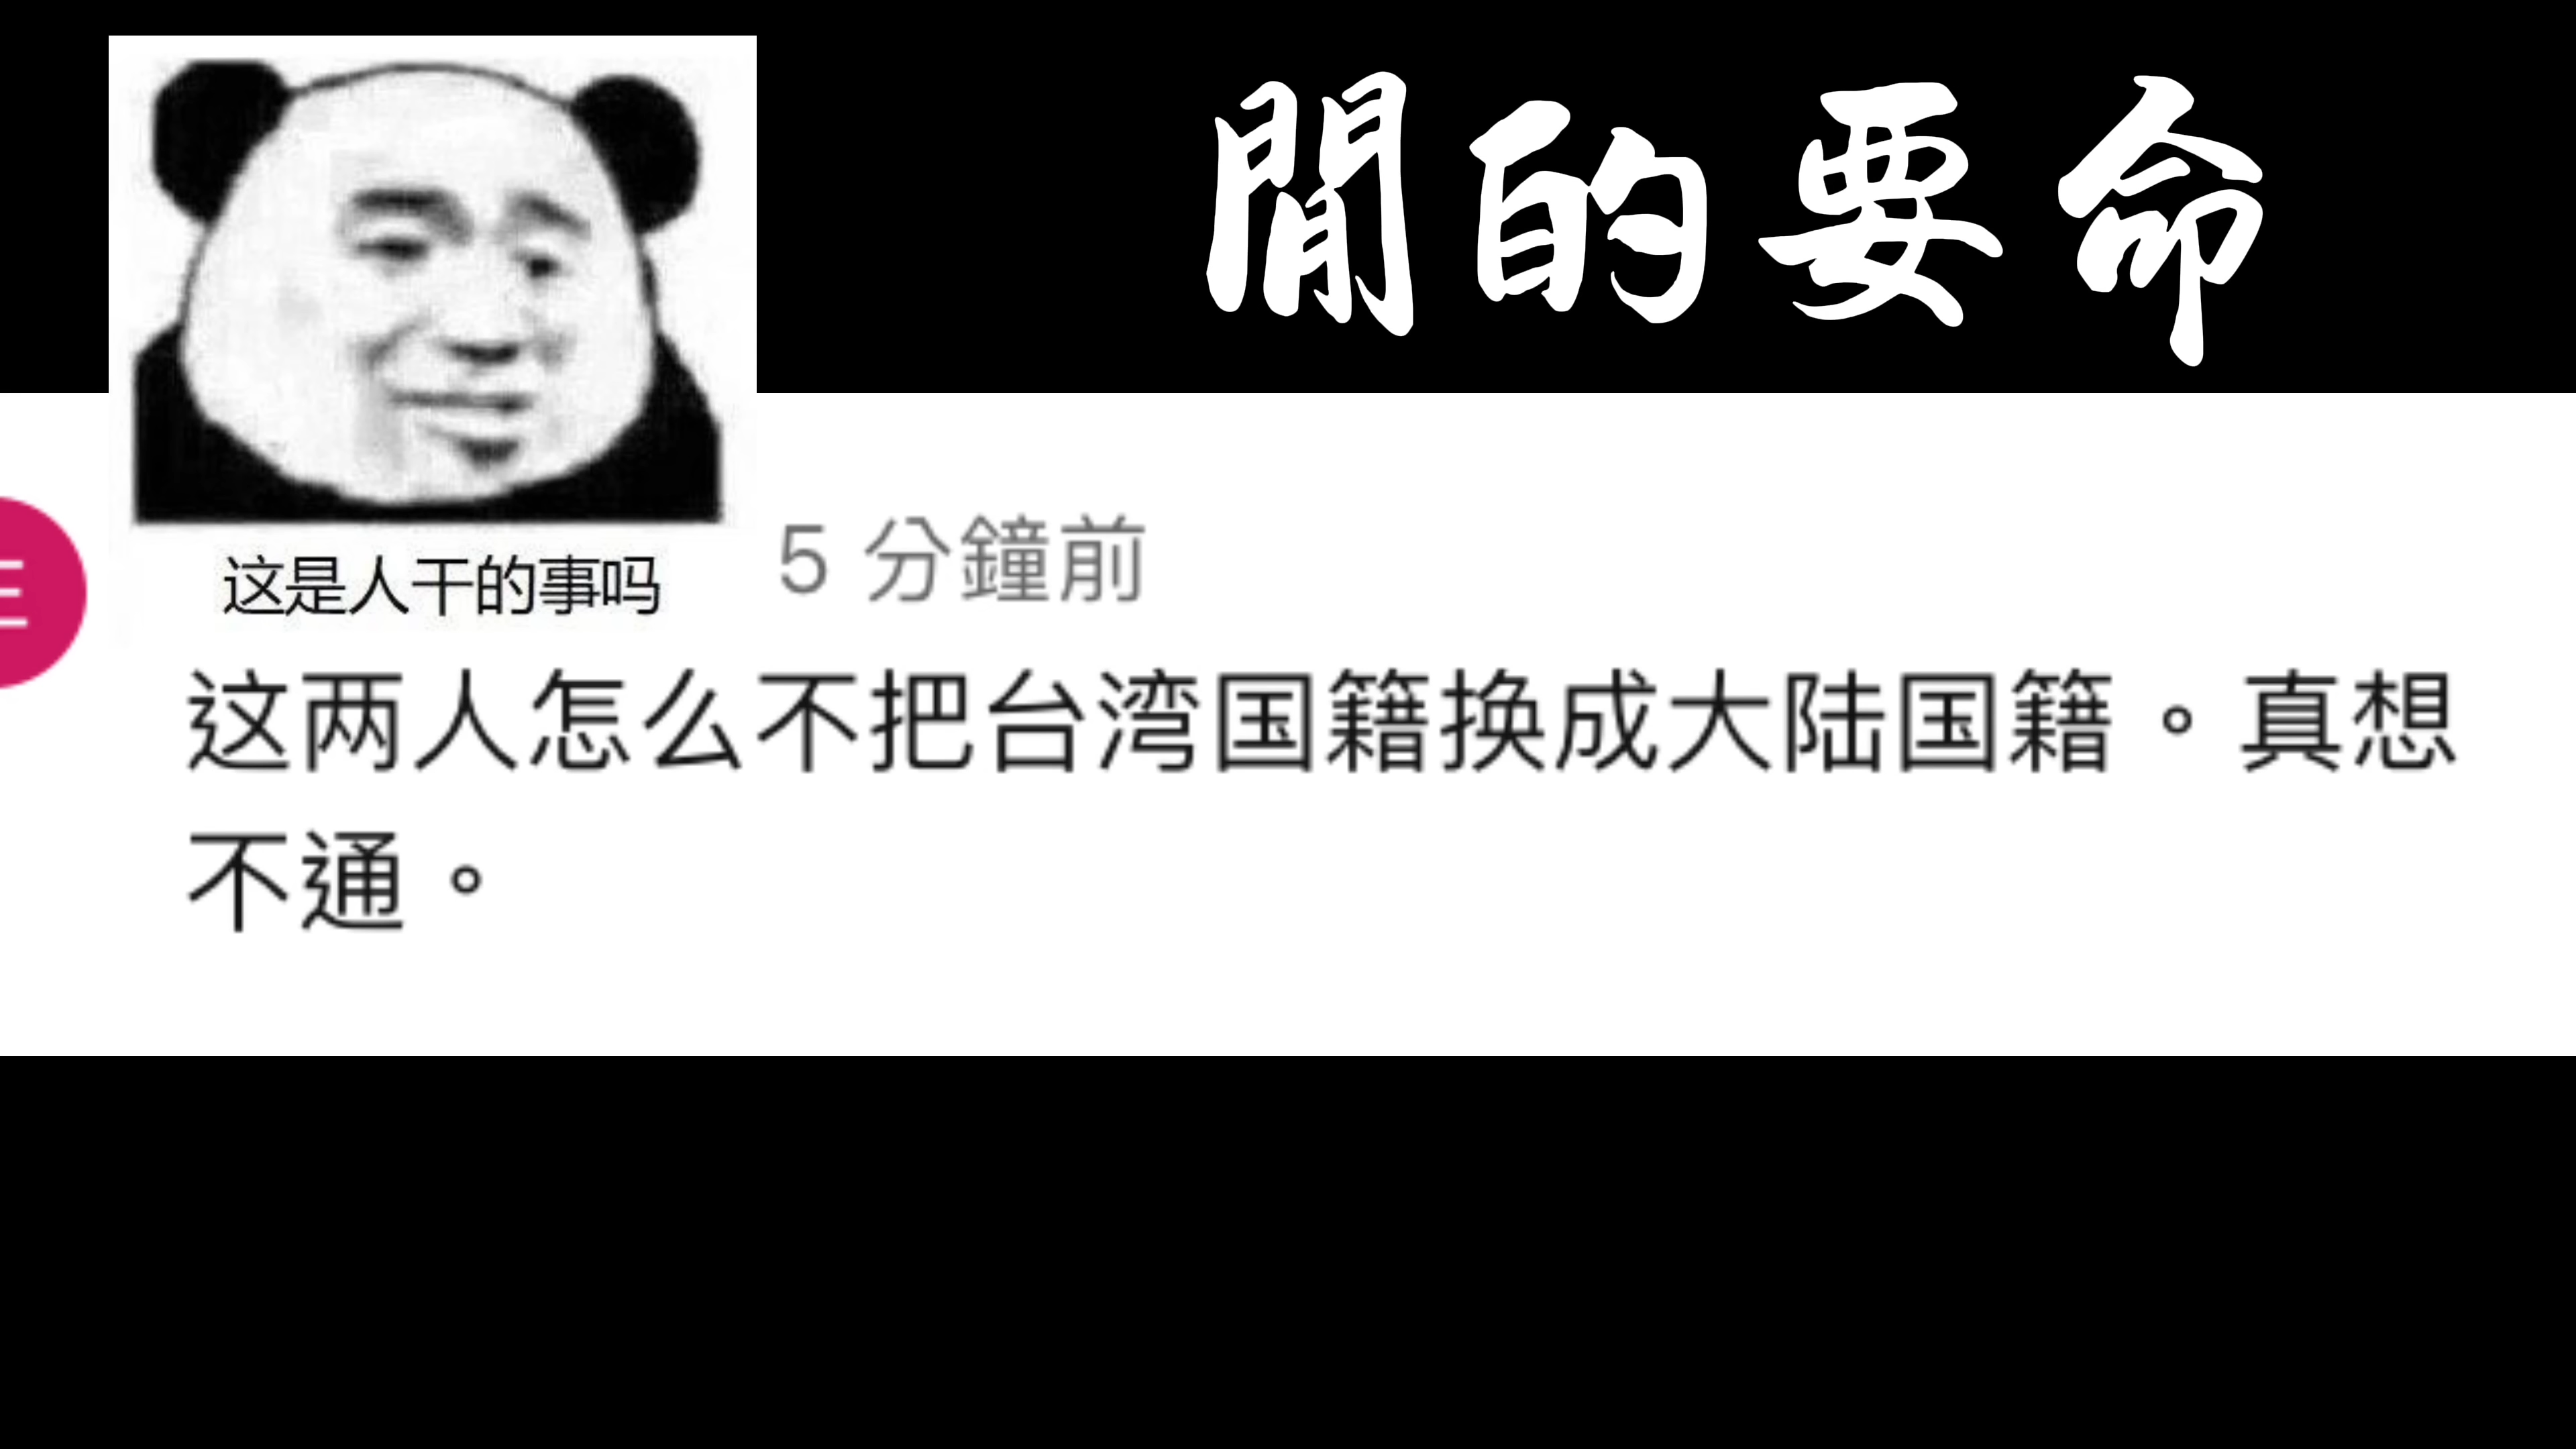 閒的要命
这是人干的事吗
5 分鐘前
这两人怎么不把台湾国籍换成大陆国籍。真想
不通。